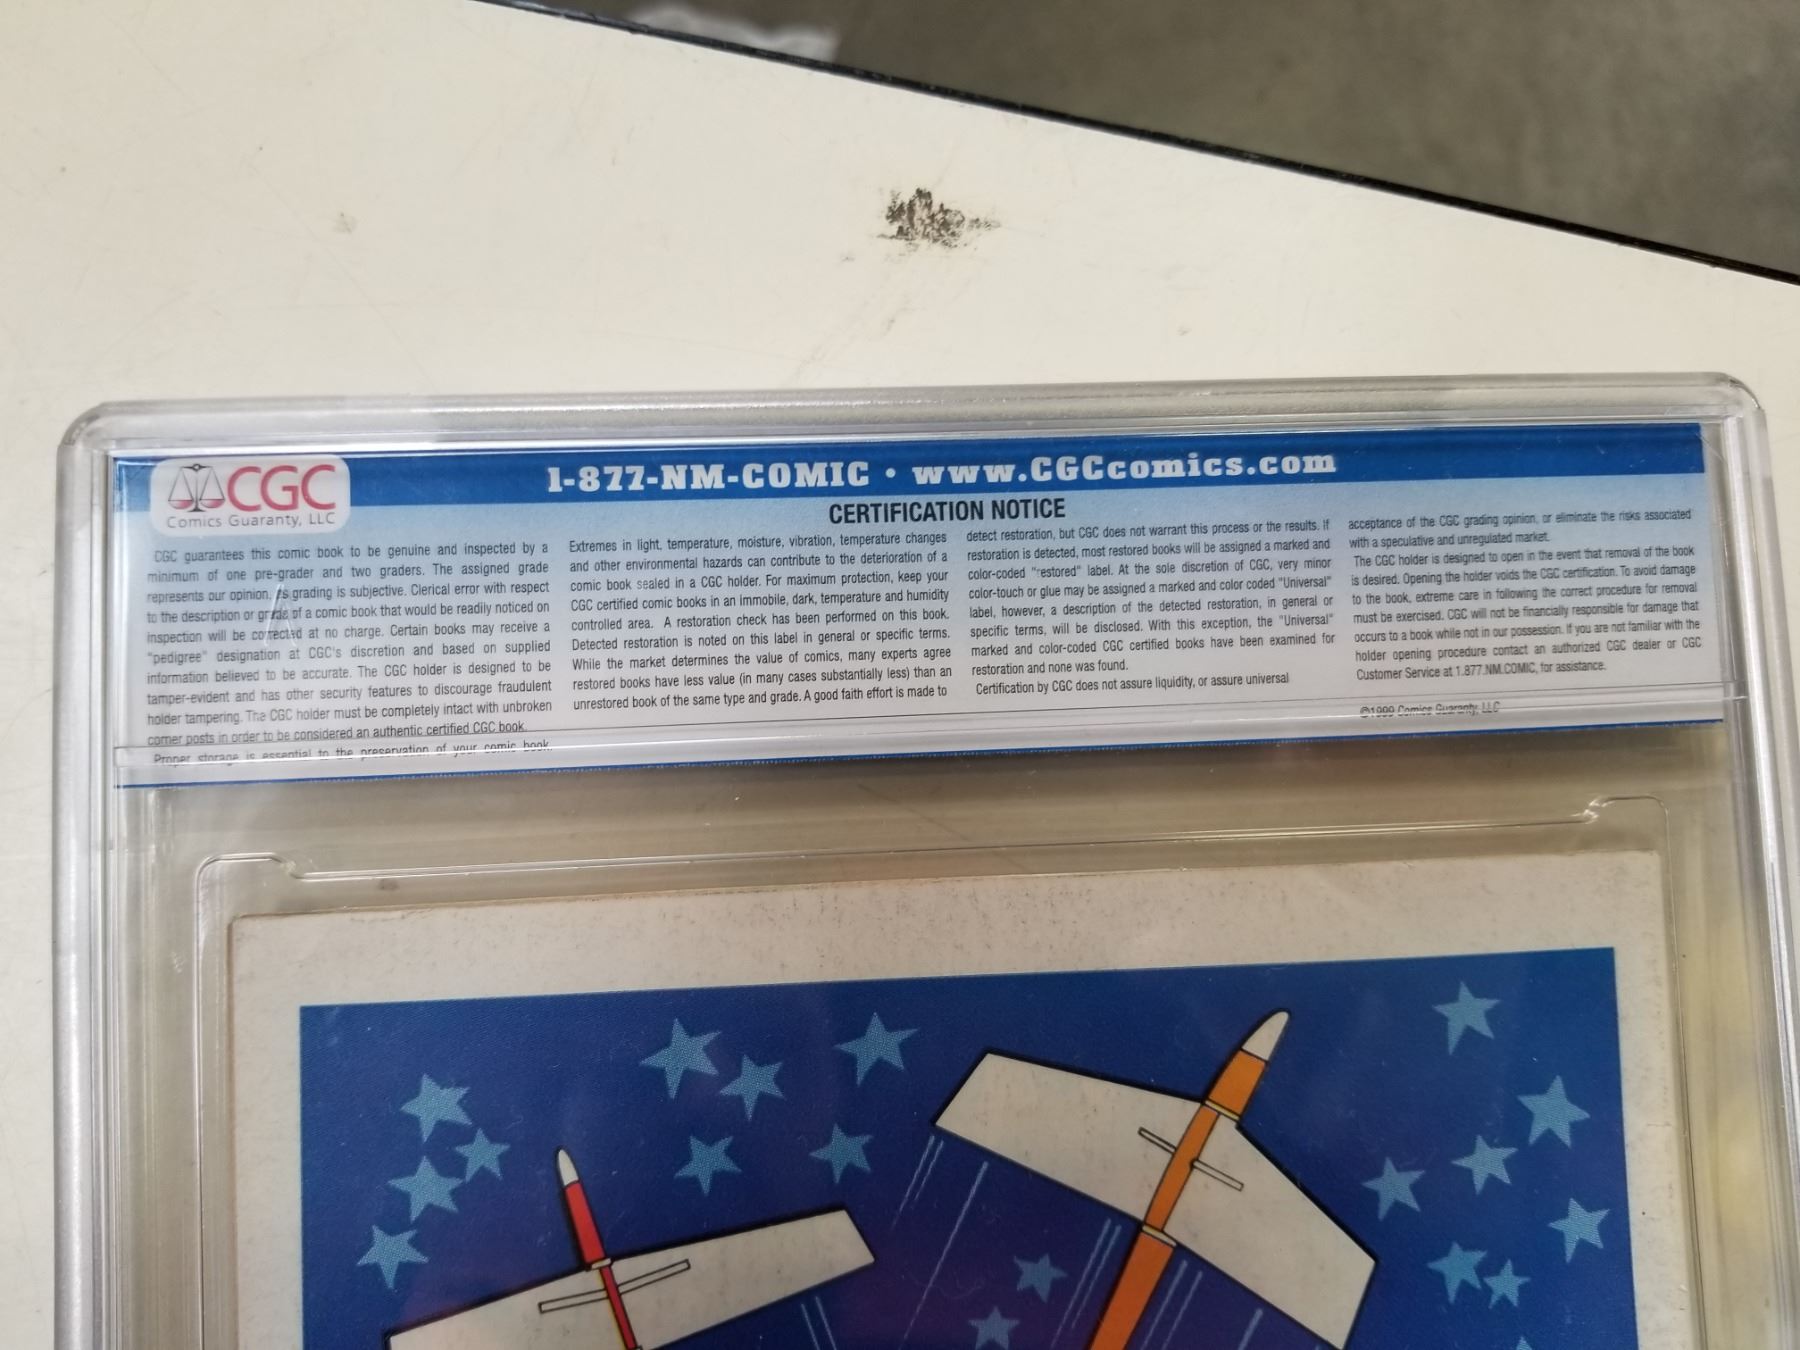 CGC
Comics Guaranty, LLC
1-877-NM-COMIC • www.CGCcomics.com
CERTIFICATION NOTICE
CGC guarantees this comic book to be genuine and inspected by a
minimum of one pre-grader and two graders. The assigned grade
represents our opinion, as grading is subjective. Clerical error with respect
to the description or grade of a comic book that would be readily noticed on
inspection will be corrected at no charge. Certain books may receive a
"pedigree" designation at CGC's discretion and based on supplied
information believed to be accurate. The CGC holder is designed to be
tamper-evident and has other security features to discourage fraudulent
holder tampering. The CGC holder must be completely intact with unbroken
corner posts in order to be considered an authentic certified CGC book.
Proper storage is essential to the preservation of your comic book.
Extremes in light, temperature, moisture, vibration, temperature changes
and other environmental hazards can contribute to the deterioration of a
comic book sealed in a CGC holder. For maximum protection, keep your
CGC certified comic books in an immobile, dark, temperature and humidity
controlled area. A restoration check has been performed on this book.
Detected restoration is noted on this label in general or specific terms.
While the market determines the value of comics, many experts agree
restored books have less value (in many cases substantially less) than an
unrestored book of the same type and grade. A good faith effort is made to
detect restoration, but CGC does not warrant this process or the results. If
restoration is detected, most restored books will be assigned a marked and
color-coded "restored" label. At the sole discretion of CGC, very minor
color-touch or glue may be assigned a marked and color coded "Universal"
label, however, a description of the detected restoration, in general or
specific terms, will be disclosed. With this exception, the "Universal"
marked and color-coded CGC certified books have been examined for
restoration and none was found.
Certification by CGC does not assure liquidity, or assure universal
acceptance of the CGC grading opinion, or eliminate the risks associated
with a speculative and unregulated market.
The CGC holder is designed to open in the event that removal of the book
is desired. Opening the holder voids the CGC certification. To avoid damage
to the book, extreme care in following the correct procedure for removal
must be exercised. CGC will not be financially responsible for damage that
occurs to a book while not in our possession. If you are not familiar with the
holder opening procedure contact an authorized CGC dealer or CGC
Customer Service at 1.877.NM.COMIC, for assistance.
©1999 Comics Guaranty, LLC